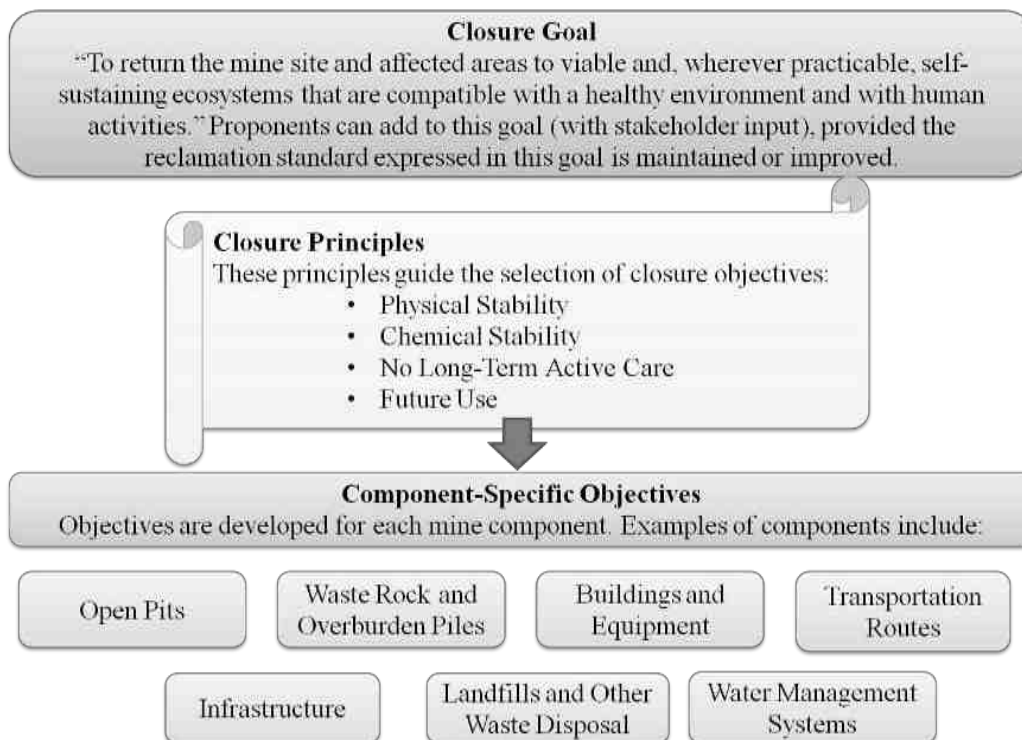 Closure Goal
“To return the mine site and affected areas to viable and, wherever practicable, self-
sustaining ecosystems that are compatible with a healthy environment and with human
activities.” Proponents can add to this goal (with stakeholder input), provided the
reclamation standard expressed in this goal is maintained or improved.
Closure Principles
These principles guide the selection of closure objectives:
• Physical Stability
• Chemical Stability
• No Long-Term Active Care
• Future Use
Component-Specific Objectives
Objectives are developed for each mine component. Examples of components include:
Open Pits
Waste Rock and
Overburden Piles
Buildings and
Equipment
Transportation
Routes
Infrastructure
Landfills and Other
Waste Disposal
Water Management
Systems